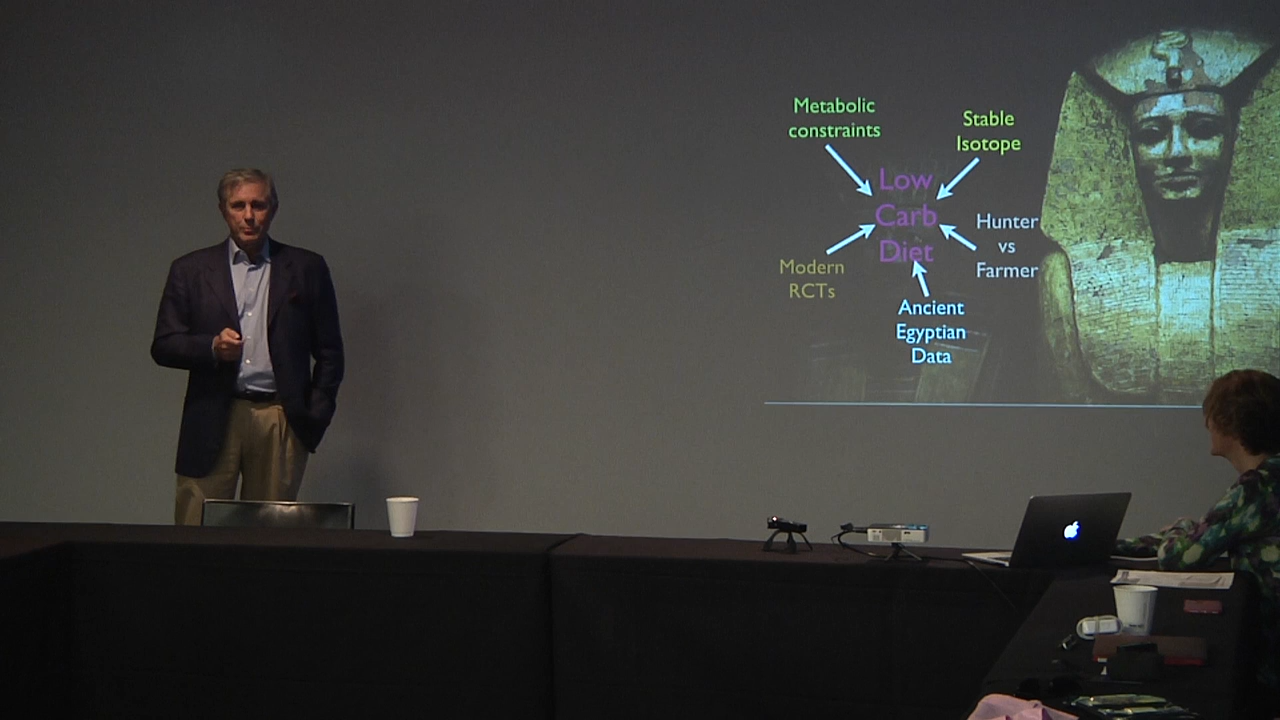 Metabolic
constraints
Stable
Isotope
Low
Carb
Diet
Hunter
vs
Farmer
Modern
RCTs
Ancient
Egyptian
Data